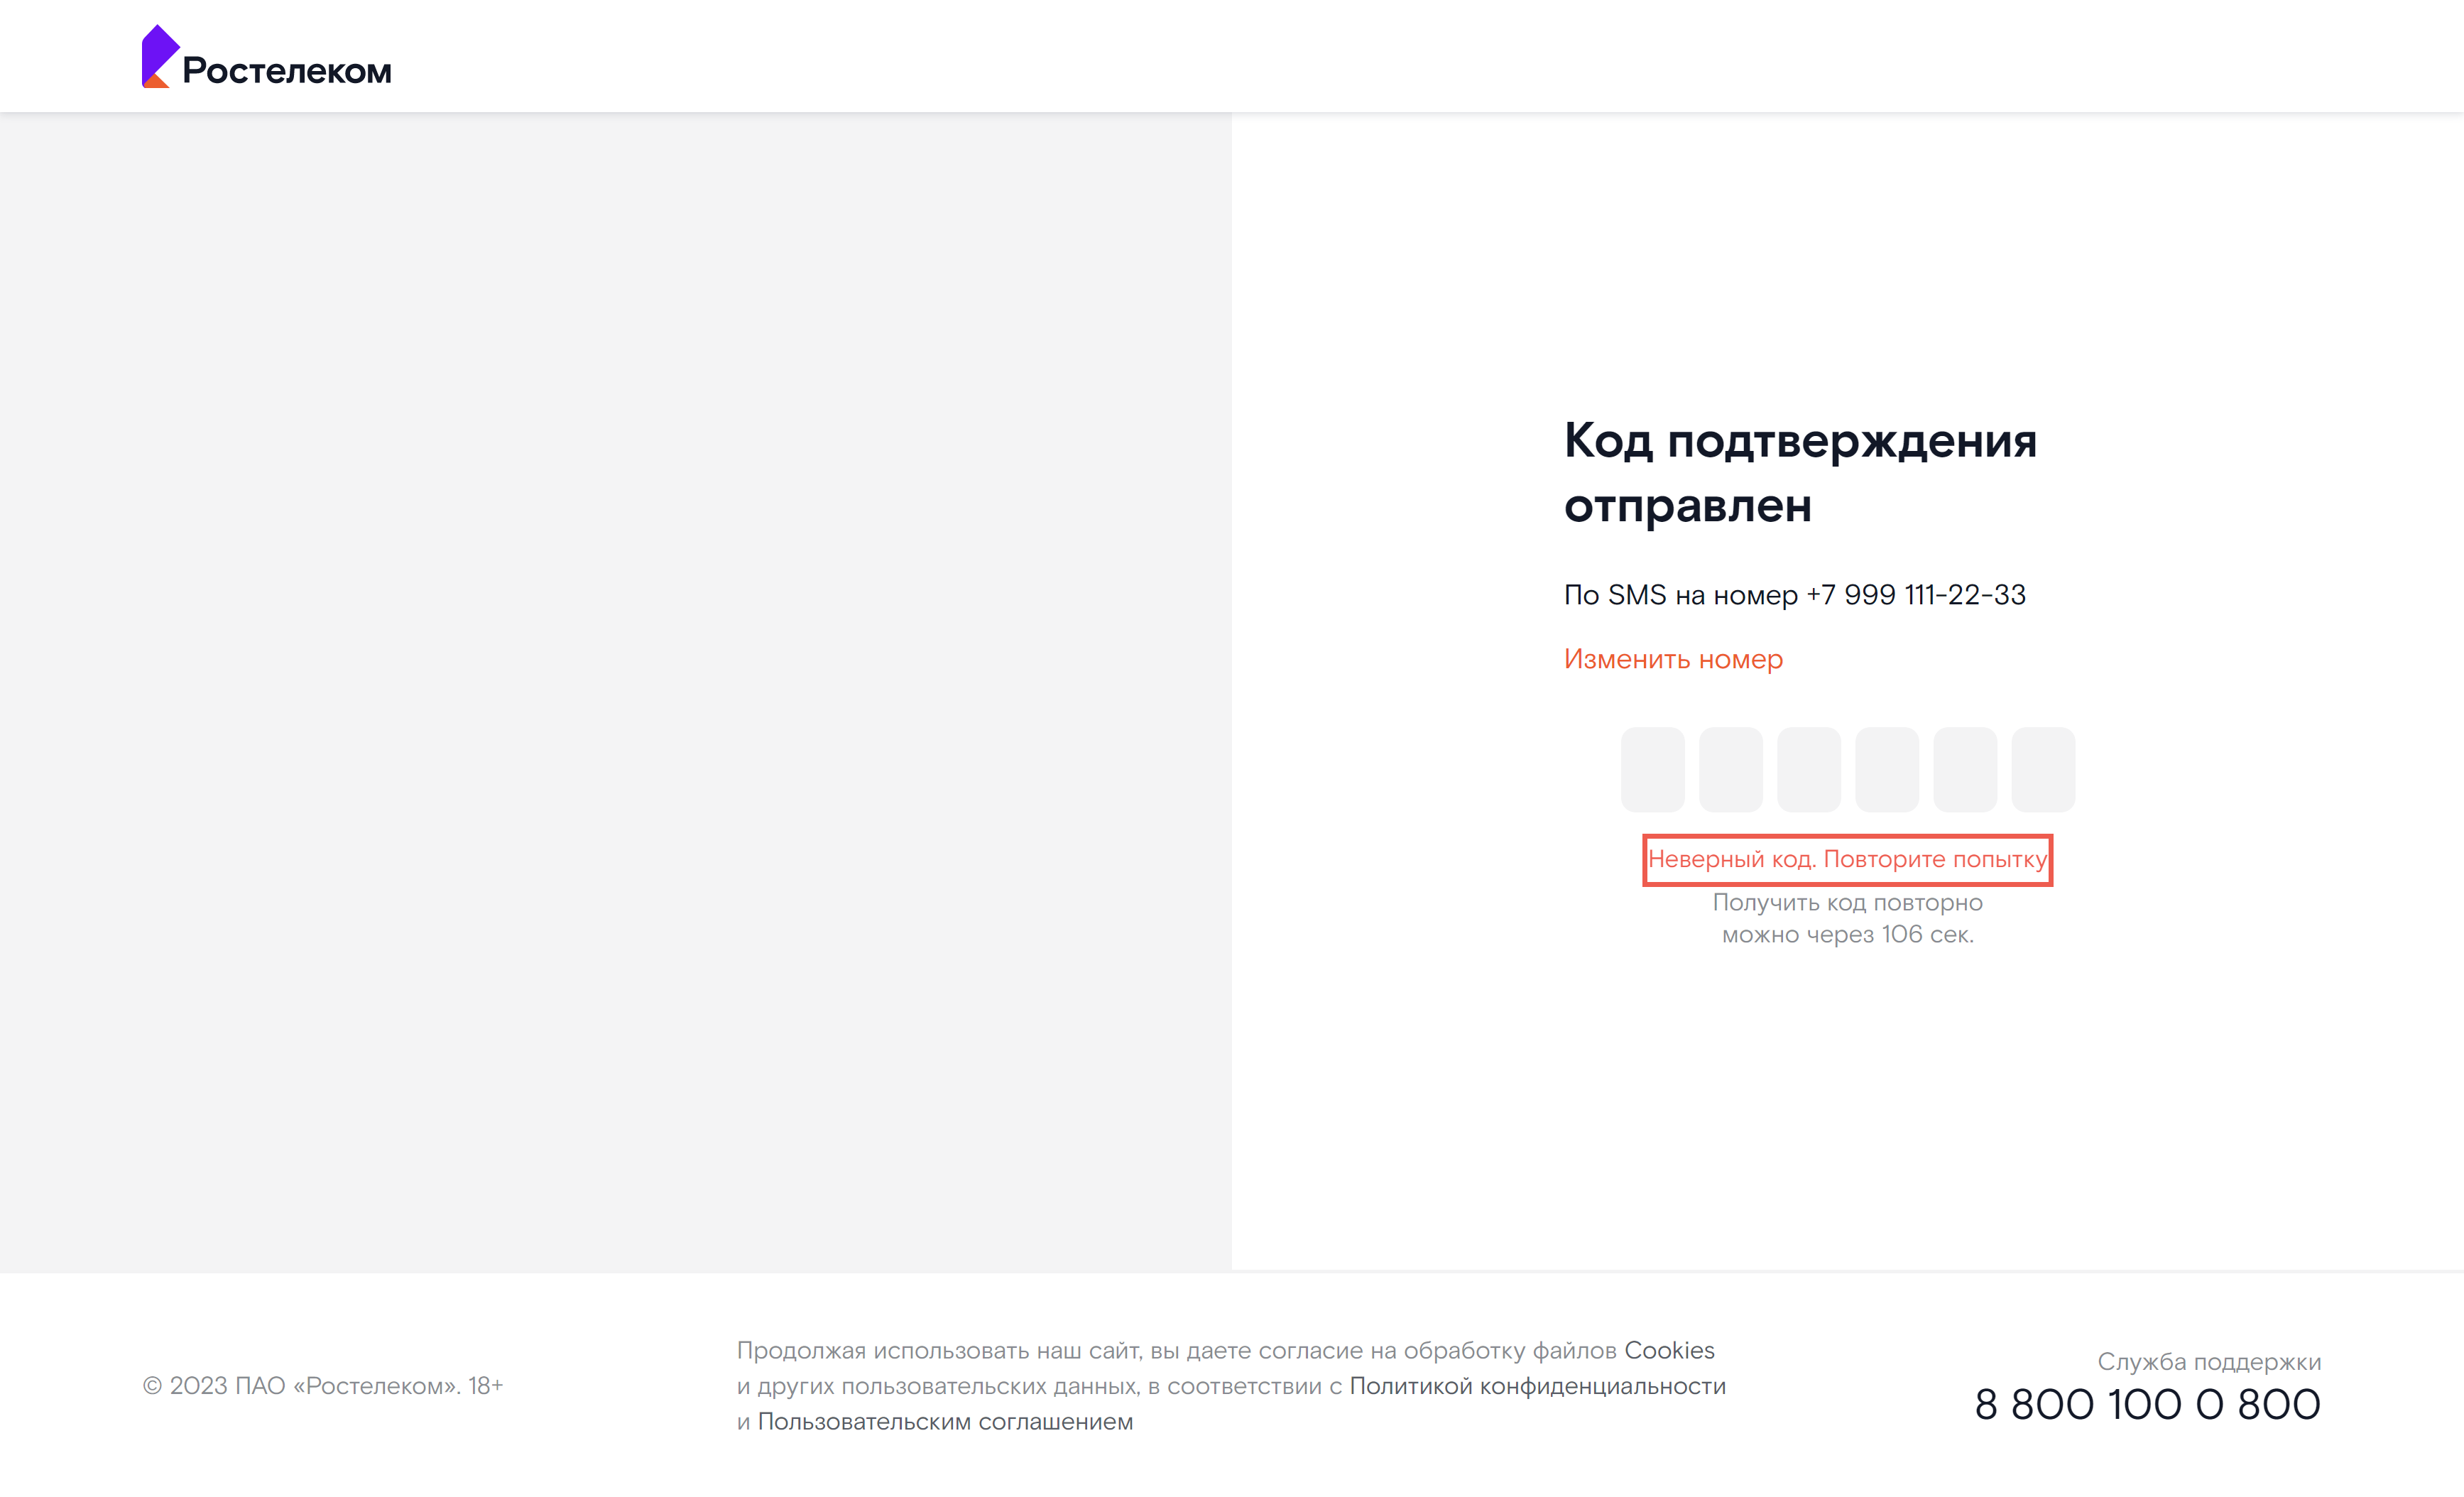 Ростелеком
Код подтверждения
отправлен
По SMS на номер +7 999 111-22-33
Изменить номер
Неверный код. Повторите попытку
Получить код повторно
можно через 106 сек.
© 2023 ПАО «Ростелеком». 18+
Продолжая использовать наш сайт, вы даете согласие на обработку файлов Cookies
и других пользовательских данных, в соответствии с Политикой конфиденциальности
и Пользовательским соглашением
Служба поддержки
8 800 100 0 800